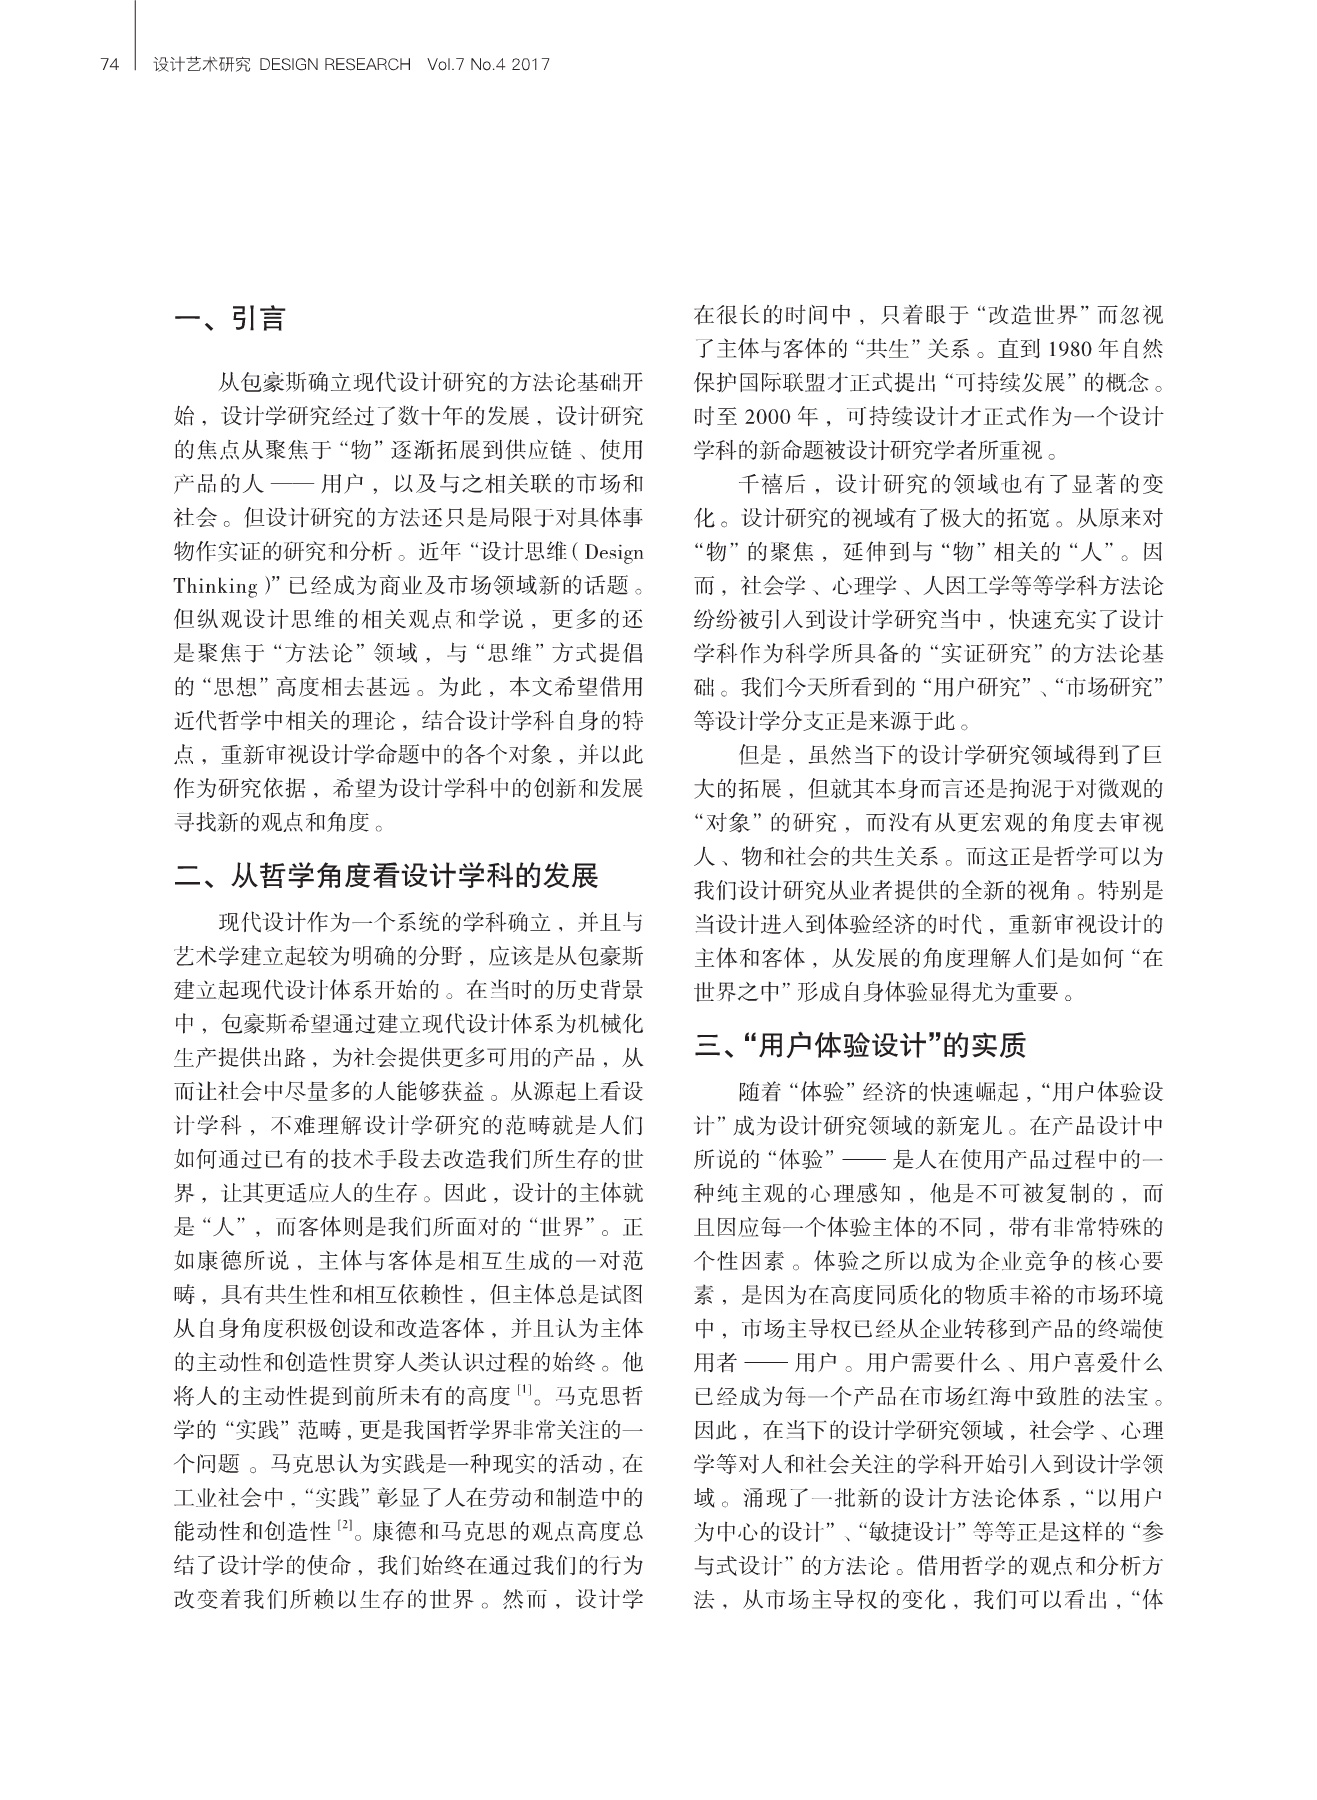 74 设计艺术研究 DESIGN RESEARCH Vol.7 No.4 2017
一、引言
从包豪斯确立现代设计研究的方法论基础开
始，设计学研究经过了数十年的发展，设计研究
的焦点从聚焦于“物”逐渐拓展到供应链、使用
产品的人——用户，以及与之相关联的市场和
社会。但设计研究的方法还只是局限于对具体事
物作实证的研究和分析。近年“设计思维（Design
Thinking）”已经成为商业及市场领域新的话题。
但纵观设计思维的相关观点和学说，更多的还
是聚焦于“方法论”领域，与“思维”方式提倡
的“思想”高度相去甚远。为此，本文希望借用
近代哲学中相关的理论，结合设计学科自身的特
点，重新审视设计学命题中的各个对象，并以此
作为研究依据，希望为设计学科中的创新和发展
寻找新的观点和角度。
二、从哲学角度看设计学科的发展
现代设计作为一个系统的学科确立，并且与
艺术学建立起较为明确的分野，应该是从包豪斯
建立起现代设计体系开始的。在当时的历史背景
中，包豪斯希望通过建立现代设计体系为机械化
生产提供出路，为社会提供更多可用的产品，从
而让社会中尽量多的人能够获益。从源起上看设
计学科，不难理解设计学研究的范畴就是人们
如何通过已有的技术手段去改造我们所生存的世
界，让其更适应人的生存。因此，设计的主体就
是“人”，而客体则是我们所面对的“世界”。正
如康德所说，主体与客体是相互生成的一对范
畴，具有共生性和相互依赖性，但主体总是试图
从自身角度积极创设和改造客体，并且认为主体
的主动性和创造性贯穿人类认识过程的始终。他
将人的主动性提到前所未有的高度[1]。马克思哲
学的“实践”范畴，更是我国哲学界非常关注的一
个问题。马克思认为实践是一种现实的活动，在
工业社会中，“实践”彰显了人在劳动和制造中的
能动性和创造性[2]。康德和马克思的观点高度总
结了设计学的使命，我们始终在通过我们的行为
改变着我们所赖以生存的世界。然而，设计学
在很长的时间中，只着眼于“改造世界”而忽视
了主体与客体的“共生”关系。直到1980年自然
保护国际联盟才正式提出“可持续发展”的概念。
时至2000年，可持续设计才正式作为一个设计
学科的新命题被设计研究学者所重视。
千禧后，设计研究的领域也有了显著的变
化。设计研究的视域有了极大的拓宽。从原来对
“物”的聚焦，延伸到与“物”相关的“人”。因
而，社会学、心理学、人因工学等等学科方法论
纷纷被引入到设计学研究当中，快速充实了设计
学科作为科学所具备的“实证研究”的方法论基
础。我们今天所看到的“用户研究”、“市场研究”
等设计学分支正是来源于此。
但是，虽然当下的设计学研究领域得到了巨
大的拓展，但就其本身而言还是拘泥于对微观的
“对象”的研究，而没有从更宏观的角度去审视
人、物和社会的共生关系。而这正是哲学可以为
我们设计研究从业者提供的全新的视角。特别是
当设计进入到体验经济的时代，重新审视设计的
主体和客体，从发展的角度理解人们是如何“在
世界之中”形成自身体验显得尤为重要。
三、“用户体验设计”的实质
随着“体验”经济的快速崛起，“用户体验设
计”成为设计研究领域的新宠儿。在产品设计中
所说的“体验”——是人在使用产品过程中的一
种纯主观的心理感知，他是不可被复制的，而
且因应每一个体验主体的不同，带有非常特殊的
个性因素。体验之所以成为企业竞争的核心要
素，是因为在高度同质化的物质丰裕的市场环境
中，市场主导权已经从企业转移到产品的终端使
用者——用户。用户需要什么、用户喜爱什么
已经成为每一个产品在市场红海中致胜的法宝。
因此，在当下的设计学研究领域，社会学、心理
学等对人和社会关注的学科开始引入到设计学领
域。涌现了一批新的设计方法论体系，“以用户
为中心的设计”、“敏捷设计”等等正是这样的“参
与式设计”的方法论。借用哲学的观点和分析方
法，从市场主导权的变化，我们可以看出，“体